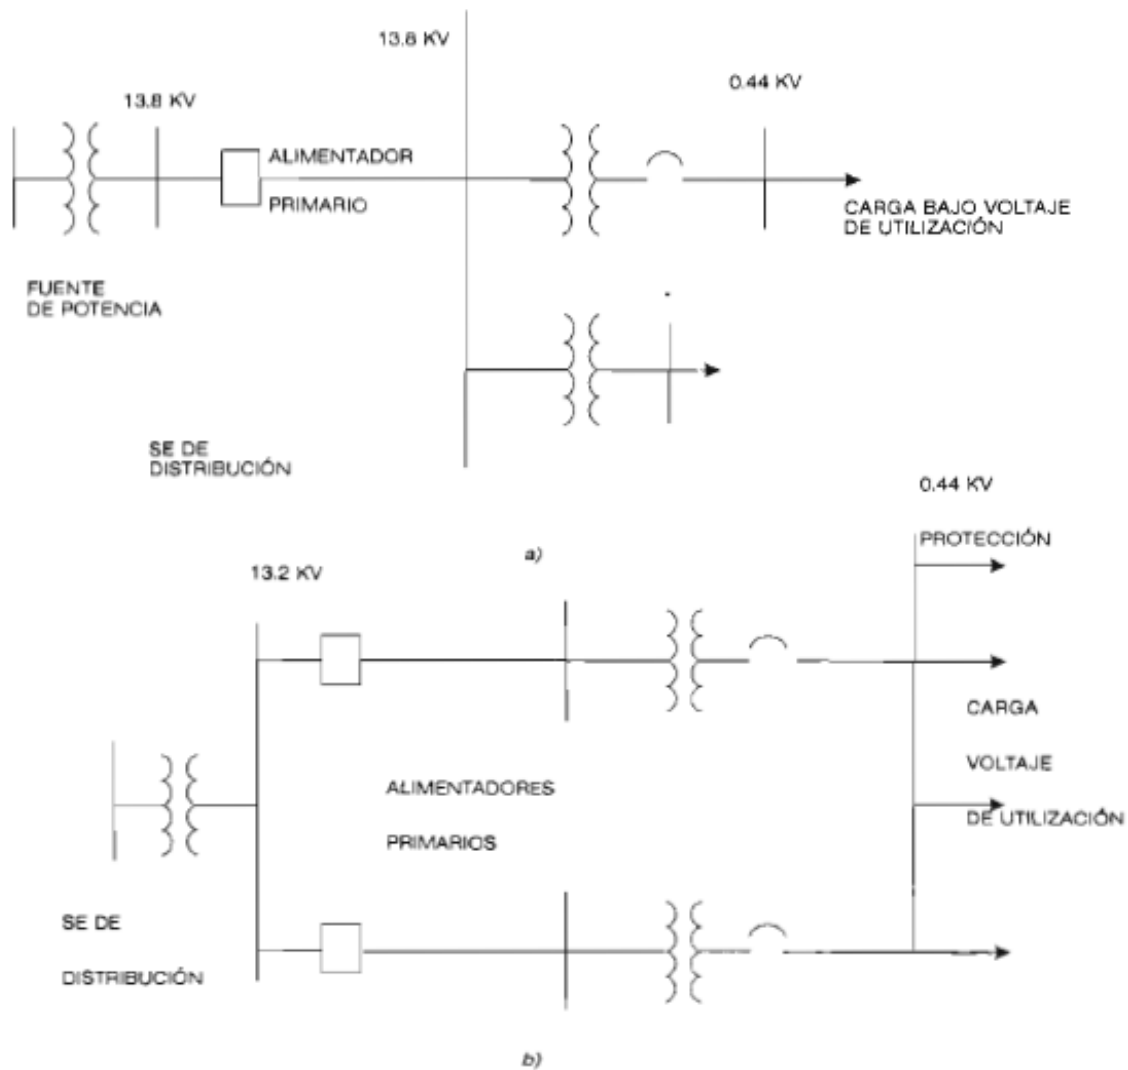 13.8 KV
13.8 KV
0.44 KV
ALIMENTADOR
PRIMARIO
CARGA BAJO VOLTAJE
DE UTILIZACIÓN
FUENTE
DE POTENCIA
SE DE
DISTRIBUCIÓN
a)
0.44 KV
PROTECCIÓN
13.2 KV
CARGA
VOLTAJE
DE UTILIZACIÓN
ALIMENTADORES
PRIMARIOS
SE DE
DISTRIBUCIÓN
b)